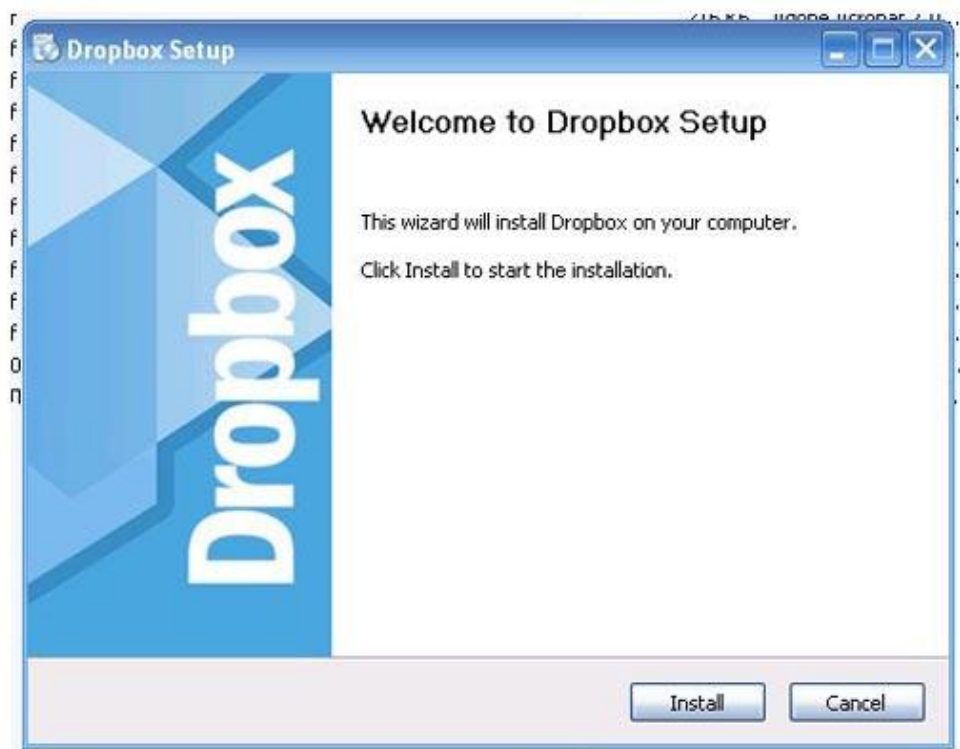 Dropbox Setup
Dropbox
Welcome to Dropbox Setup
This wizard will install Dropbox on your computer.
Click Install to start the installation.
Install
Cancel